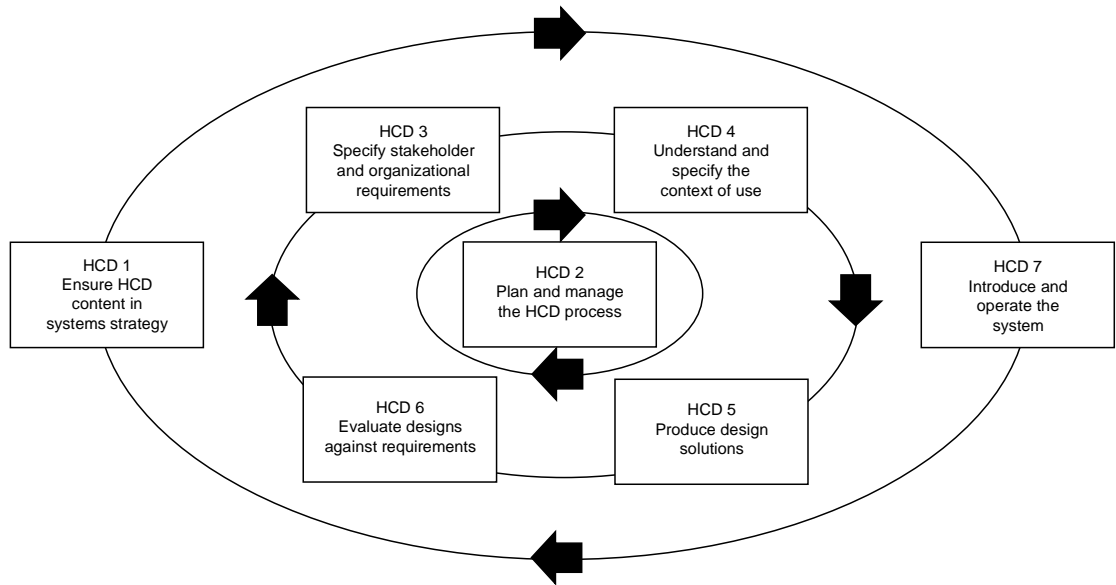 HCD 3
Specify stakeholder
and organizational
requirements
HCD 4
Understand and
specify the
context of use
HCD 1
Ensure HCD
content in
systems strategy
HCD 2
Plan and manage
the HCD process
HCD 7
Introduce and
operate the
system
HCD 6
Evaluate designs
against requirements
HCD 5
Produce design
solutions